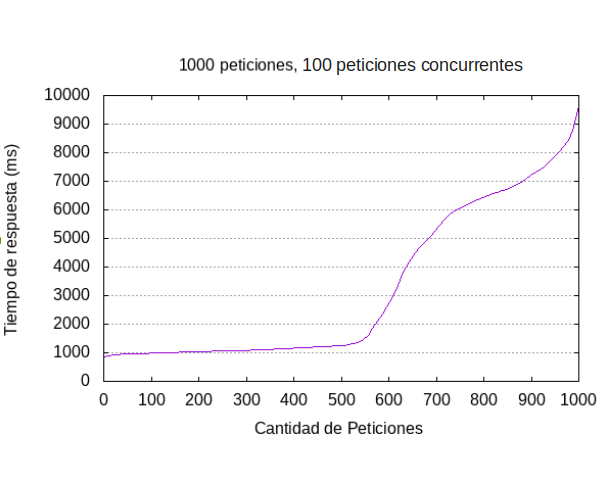 1000 peticiones, 100 peticiones concurrentes
10000
9000
8000
7000
6000
5000
4000
3000
2000
1000
0
Tiempo de respuesta (ms)
0 100 200 300 400 500 600 700 800 900 1000
Cantidad de Peticiones